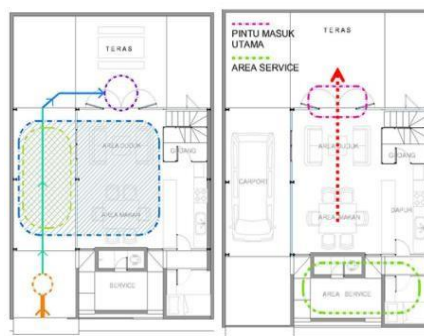 TERAS
AREA DUDUK
GUDANG
AREA MAKAN
SERVICE
PINTU MASUK
UTAMA
AREA SERVICE
TERAS
AREA DUDUK
GUDANG
CARPORT
AREA MAKAN
DAPUR
AREA SERVICE